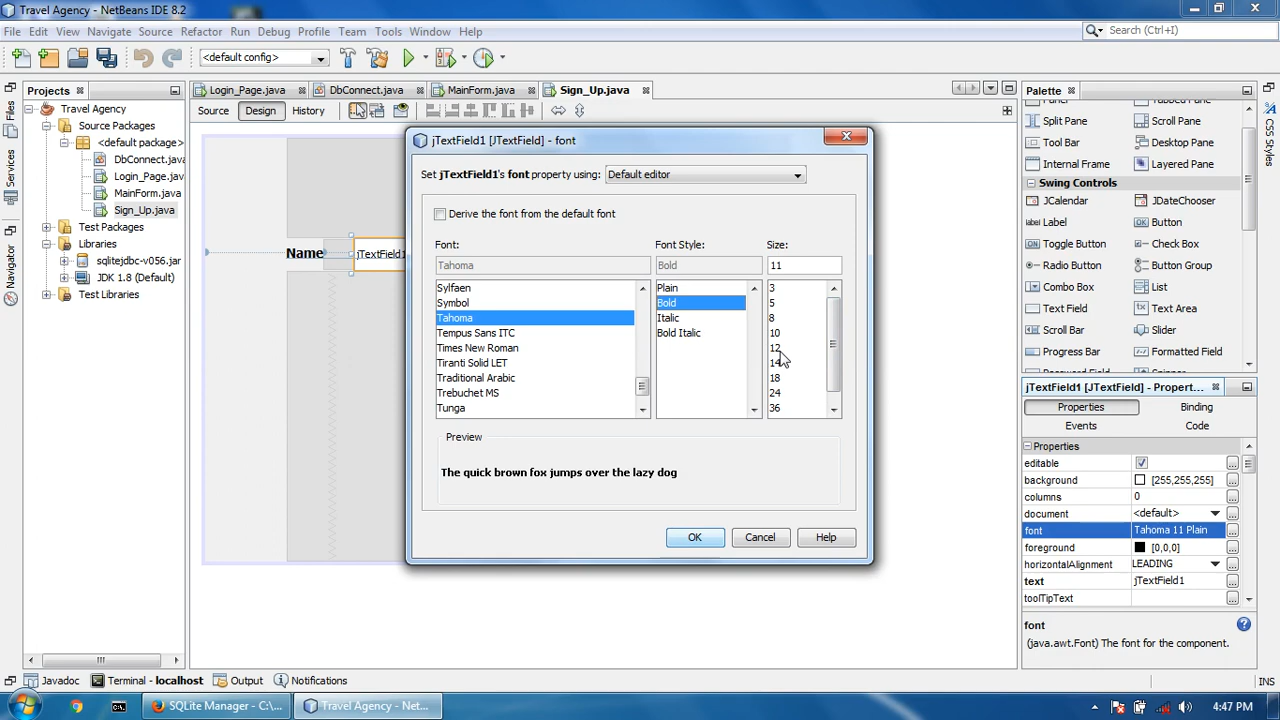 Travel Agency - NetBeans IDE 8.2
File Edit View Navigate Source Refactor Run Debug Profile Team Tools Window Help
Search (Ctrl+I)
<default config>
Projects
Login_Page.java DbConnect.java MainForm.java Sign_Up.java
Palette
Source Design History
Travel Agency
Source Packages
<default package>
DbConnect.java
Login_Page.java
MainForm.java
Sign_Up.java
Test Packages
Libraries
sqlitejdbc-v056.jar
JDK 1.8 (Default)
Test Libraries
Files
Services
Navigator
Name
jTextField1
jTextField1 [JTextField] - font
Set jTextField1's font property using: Default editor
Derive the font from the default font
Font: Font Style: Size:
Tahoma Bold 11
Sylfaen Plain 3
Symbol Bold 5
Tahoma Italic 8
Tempus Sans ITC Bold Italic 10
Times New Roman 12
Tiranti Solid LET 14
Traditional Arabic 18
Trebuchet MS 24
Tunga 36
Preview
The quick brown fox jumps over the lazy dog
OK Cancel Help
Split Pane Scroll Pane
Tool Bar Desktop Pane
Internal Frame Layered Pane
Swing Controls
JCalendar JDateChooser
Label Button
Toggle Button Check Box
Radio Button Button Group
Combo Box List
Text Field Text Area
Scroll Bar Slider
Progress Bar Formatted Field
CSS Styles
jTextField1 [JTextField] - Propert...
Properties Binding
Events Code
Properties
editable
background [255,255,255]
columns 0
document <default>
font Tahoma 11 Plain
foreground [0,0,0]
horizontalAlignment LEADING
text jTextField1
toolTipText
font
(java.awt.Font) The font for the component.
Javadoc Terminal - localhost Output Notifications
INS
SQLite Manager - C:\... Travel Agency - Net...
4:47 PM